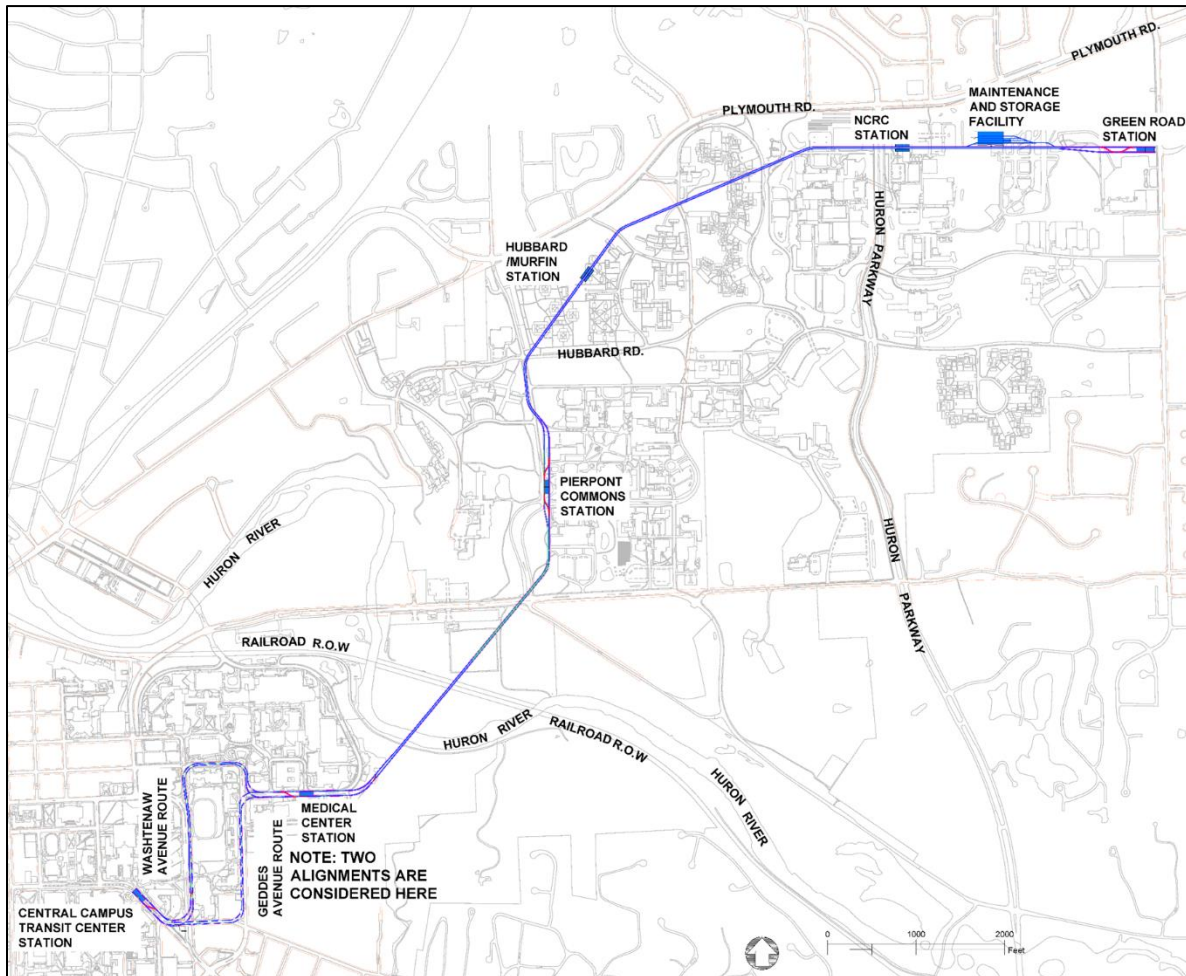 PLYMOUTH RD.
PLYMOUTH RD.
MAINTENANCE
AND STORAGE
FACILITY
NCRC
STATION
GREEN ROAD
STATION
HURON PARKWAY
HUBBARD
/MURFIN
STATION
HUBBARD RD.
PIERPONT
COMMONS
STATION
HURON
PARKWAY
HURON RIVER
RAILROAD R.O.W
HURON RIVER
RAILROAD R.O.W
HURON RIVER
MEDICAL
CENTER
STATION
WASHTENAW
AVENUE ROUTE
GEDDES
AVENUE ROUTE
NOTE: TWO
ALIGNMENTS ARE
CONSIDERED HERE
CENTRAL CAMPUS
TRANSIT CENTER
STATION
0 1000 2000
Feet